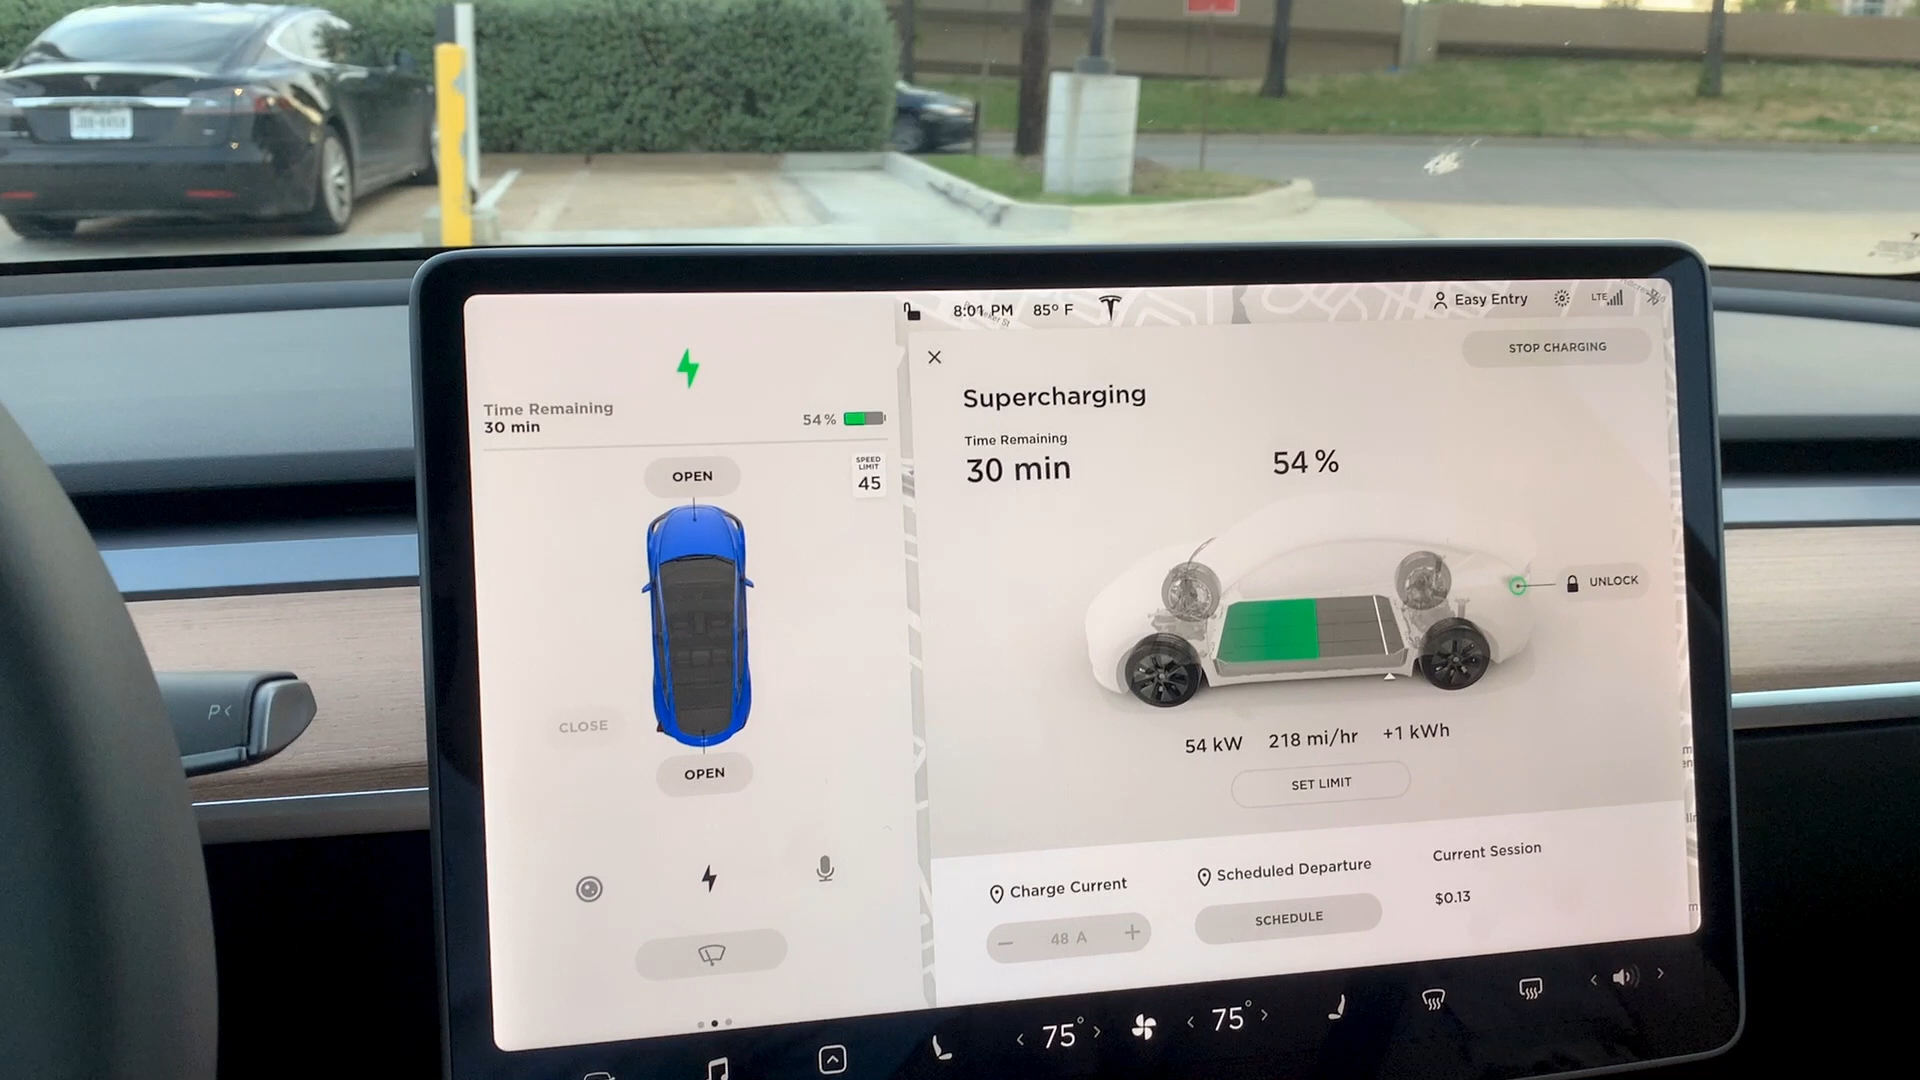 8:01 PM 85° F
Easy Entry
LTE
STOP CHARGING
Time Remaining
30 min
54%
SPEED
LIMIT
45
OPEN
CLOSE
OPEN
Supercharging
Time Remaining
30 min
54%
UNLOCK
54 kW 218 mi/hr +1 kWh
SET LIMIT
Charge Current
− 48 A +
Scheduled Departure
SCHEDULE
Current Session
$0.13
< 75° >
< 75° >
P<